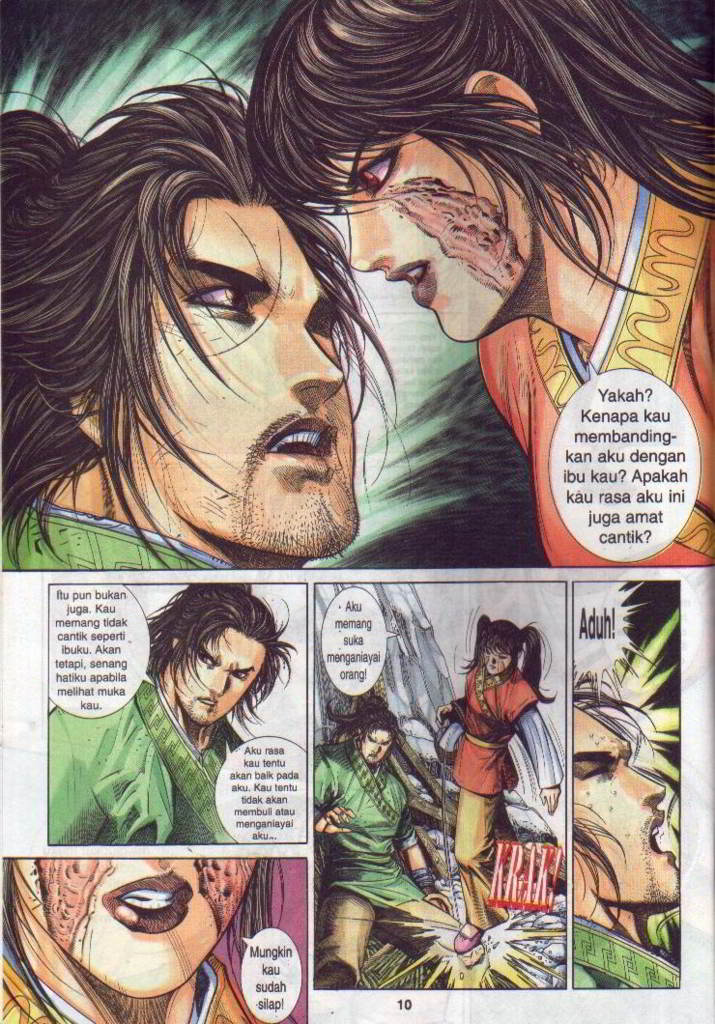 Yakah?
Kenapa kau
membanding-
kan aku dengan
ibu kau? Apakah
kau rasa aku ini
juga amat
cantik?
Itu pun bukan
juga. Kau
memang tidak
cantik seperti
ibuku. Akan
tetapi, senang
hatiku apabila
melihat muka
kau.
Aku rasa
kau tentu
akan baik pada
aku. Kau tentu
tidak akan
membuli atau
menganiayai
aku...
Mungkin
kau
sudah
silap!
Aku
memang
suka
menganiayai
orang!
KRAK!
Aduh!
10